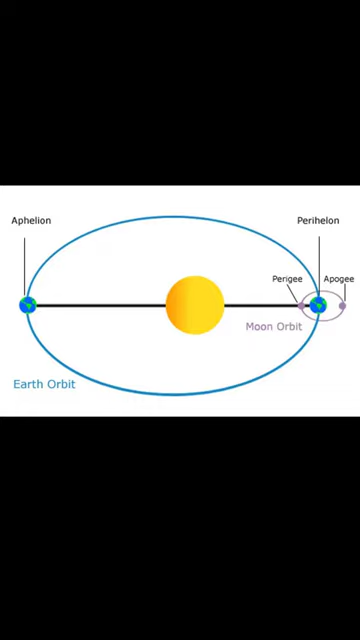 Aphelion
Perihelon
Perigee
Apogee
Moon Orbit
Earth Orbit